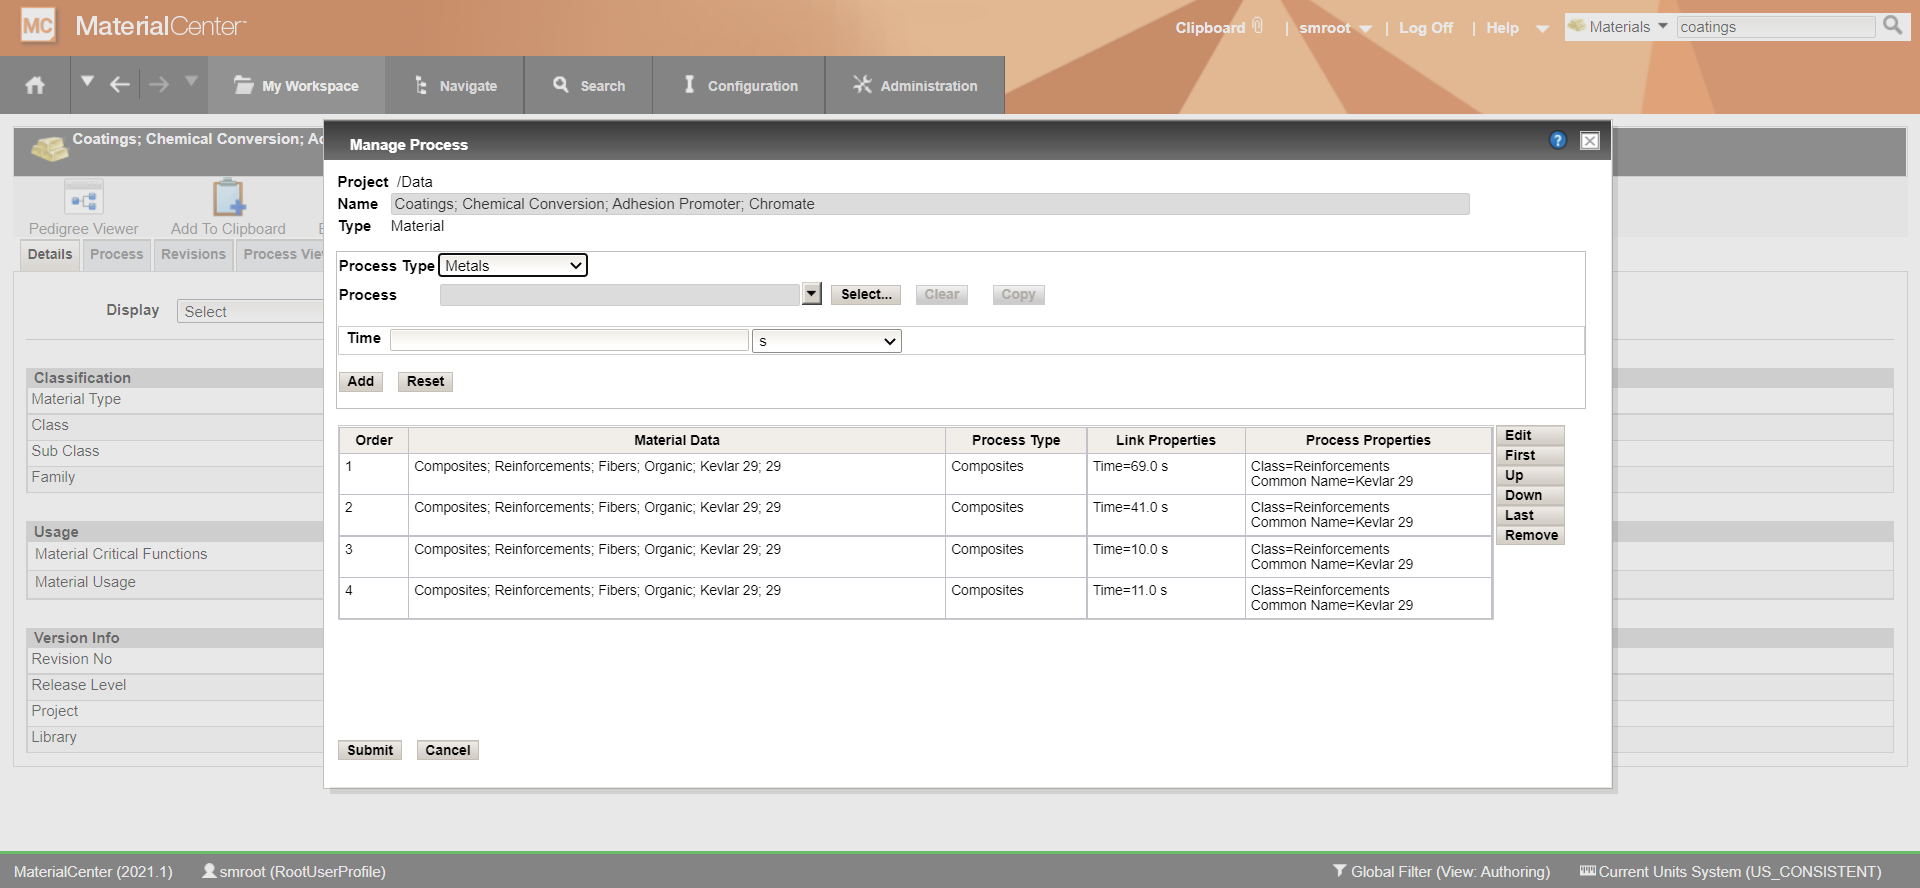 MC MaterialCenter
Clipboard | smroot | Log Off | Help
Materials coatings
My Workspace Navigate Search Configuration Administration
Coatings; Chemical Conversion; Ad
Pedigree Viewer Add To Clipboard
Details Process Revisions Process Vie
Display Select
Classification
Material Type
Class
Sub Class
Family
Usage
Material Critical Functions
Material Usage
Version Info
Revision No
Release Level
Project
Library
Manage Process ?
Project /Data
Name Coatings; Chemical Conversion; Adhesion Promoter; Chromate
Type Material
Process Type Metals
Process Select... Clear Copy
Time s
Add Reset
Order Material Data Process Type Link Properties Process Properties
1 Composites; Reinforcements; Fibers; Organic; Kevlar 29; 29 Composites Time=69.0 s Class=Reinforcements
Common Name=Kevlar 29
2 Composites; Reinforcements; Fibers; Organic; Kevlar 29; 29 Composites Time=41.0 s Class=Reinforcements
Common Name=Kevlar 29
3 Composites; Reinforcements; Fibers; Organic; Kevlar 29; 29 Composites Time=10.0 s Class=Reinforcements
Common Name=Kevlar 29
4 Composites; Reinforcements; Fibers; Organic; Kevlar 29; 29 Composites Time=11.0 s Class=Reinforcements
Common Name=Kevlar 29
Edit
First
Up
Down
Last
Remove
Submit Cancel
MaterialCenter (2021.1) smroot (RootUserProfile) Global Filter (View: Authoring) Current Units System (US_CONSISTENT)